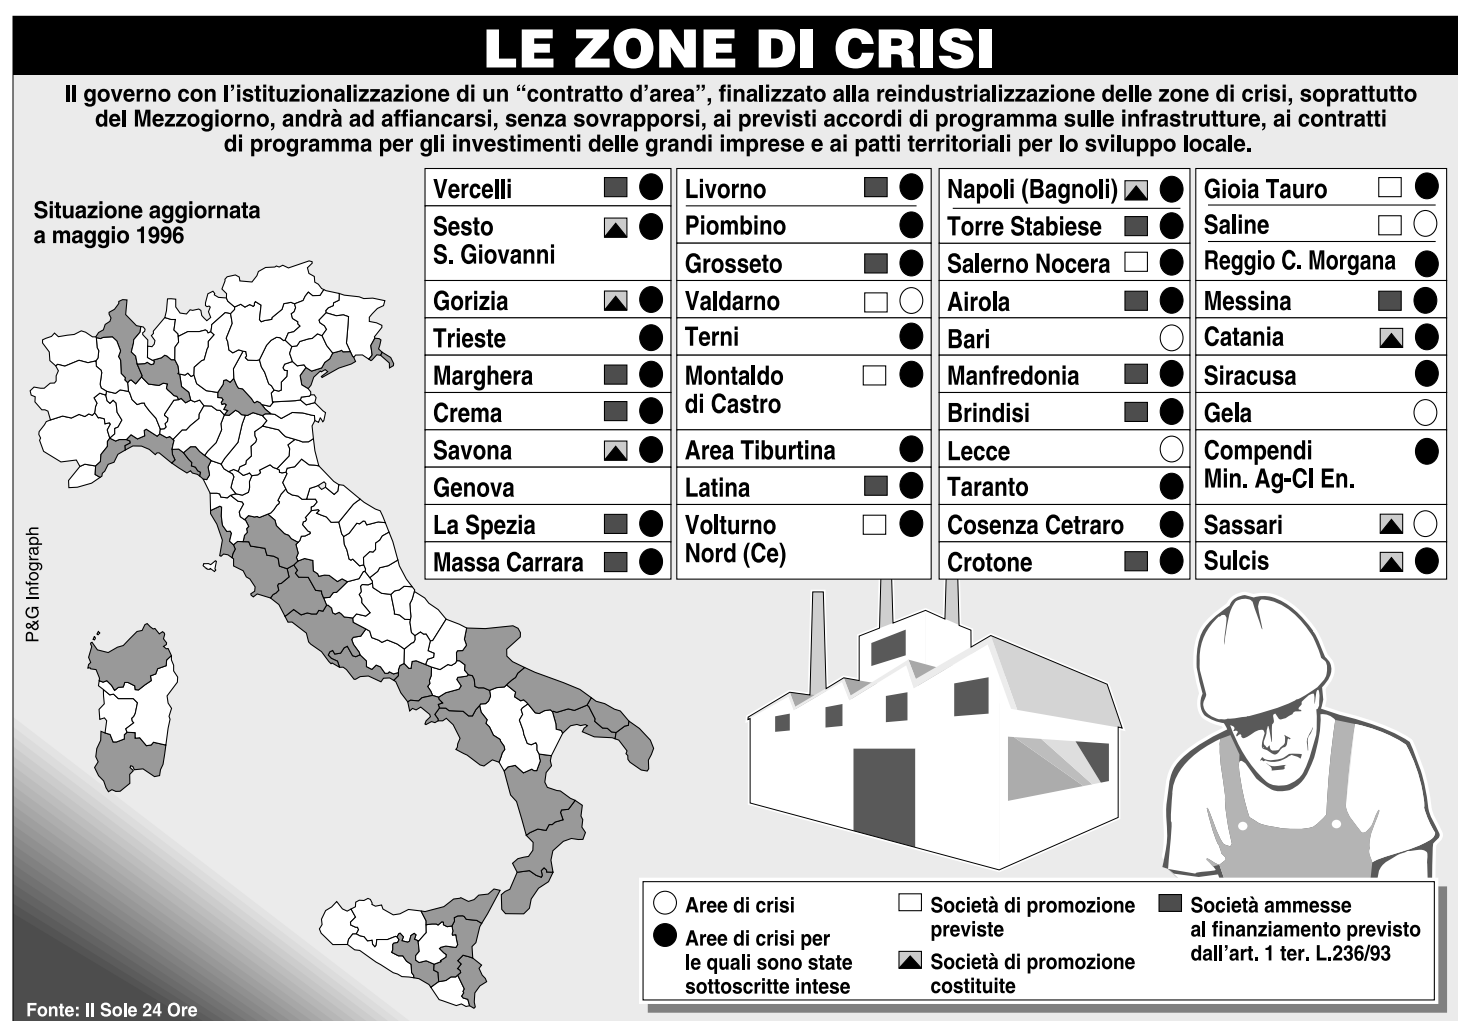 LE ZONE DI CRISI
Il governo con l’istituzionalizzazione di un “contratto d’area”, finalizzato alla reindustrializzazione delle zone di crisi, soprattutto
del Mezzogiorno, andrà ad affiancarsi, senza sovrapporsi, ai previsti accordi di programma sulle infrastrutture, ai contratti
di programma per gli investimenti delle grandi imprese e ai patti territoriali per lo sviluppo locale.
Situazione aggiornata
a maggio 1996
Vercelli
Sesto
S. Giovanni
Gorizia
Trieste
Marghera
Crema
Savona
Genova
La Spezia
Massa Carrara
Livorno
Piombino
Grosseto
Valdarno
Terni
Montaldo
di Castro
Area Tiburtina
Latina
Volturno
Nord (Ce)
Napoli (Bagnoli)
Torre Stabiese
Salerno Nocera
Airola
Bari
Manfredonia
Brindisi
Lecce
Taranto
Cosenza Cetraro
Crotone
Gioia Tauro
Saline
Reggio C. Morgana
Messina
Catania
Siracusa
Gela
Compendi
Min. Ag-Cl En.
Sassari
Sulcis
P&G Infograph
Aree di crisi
Aree di crisi per
le quali sono state
sottoscritte intese
Società di promozione
previste
Società di promozione
costituite
Società ammesse
al finanziamento previsto
dall’art. 1 ter. L.236/93
Fonte: Il Sole 24 Ore